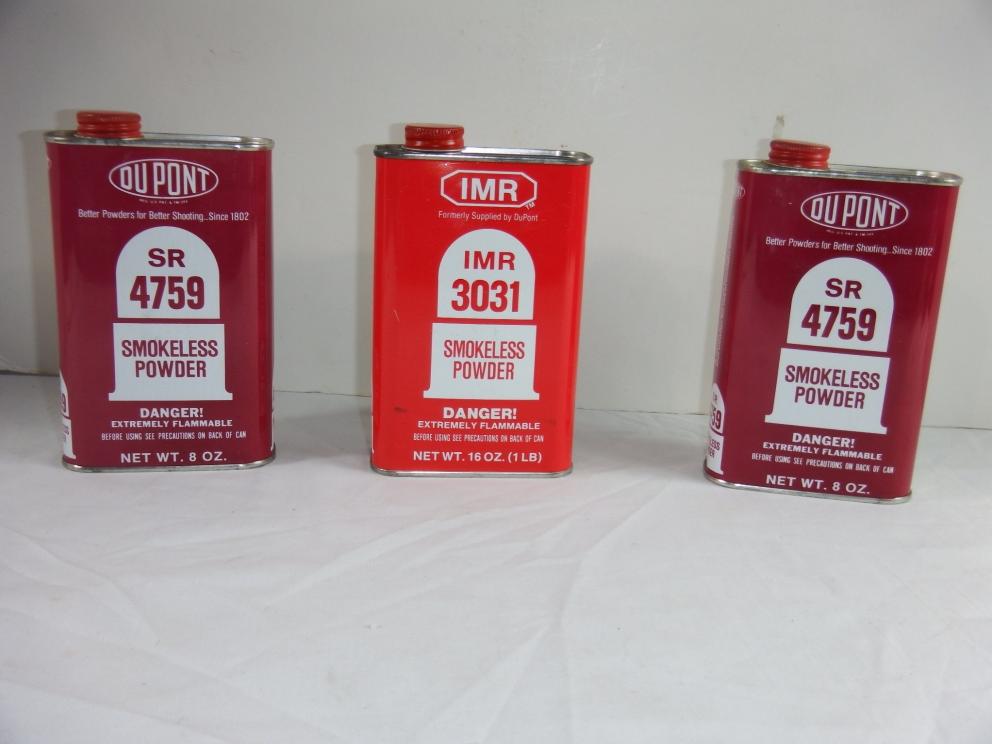 DU PONT
Better Powders for Better Shooting...Since 1802
SR
4759
SMOKELESS
POWDER
DANGER!
EXTREMELY FLAMMABLE
BEFORE USING SEE PRECAUTIONS ON BACK OF CAN
NET WT. 8 OZ.
IMR
TM
Formerly Supplied by DuPont
IMR
3031
SMOKELESS
POWDER
DANGER!
EXTREMELY FLAMMABLE
BEFORE USING SEE PRECAUTIONS ON BACK OF CAN
NET WT. 16 OZ. (1 LB)
DU PONT
Better Powders for Better Shooting...Since 1802
SR
4759
SMOKELESS
POWDER
DANGER!
EXTREMELY FLAMMABLE
BEFORE USING SEE PRECAUTIONS ON BACK OF CAN
NET WT. 8 OZ.